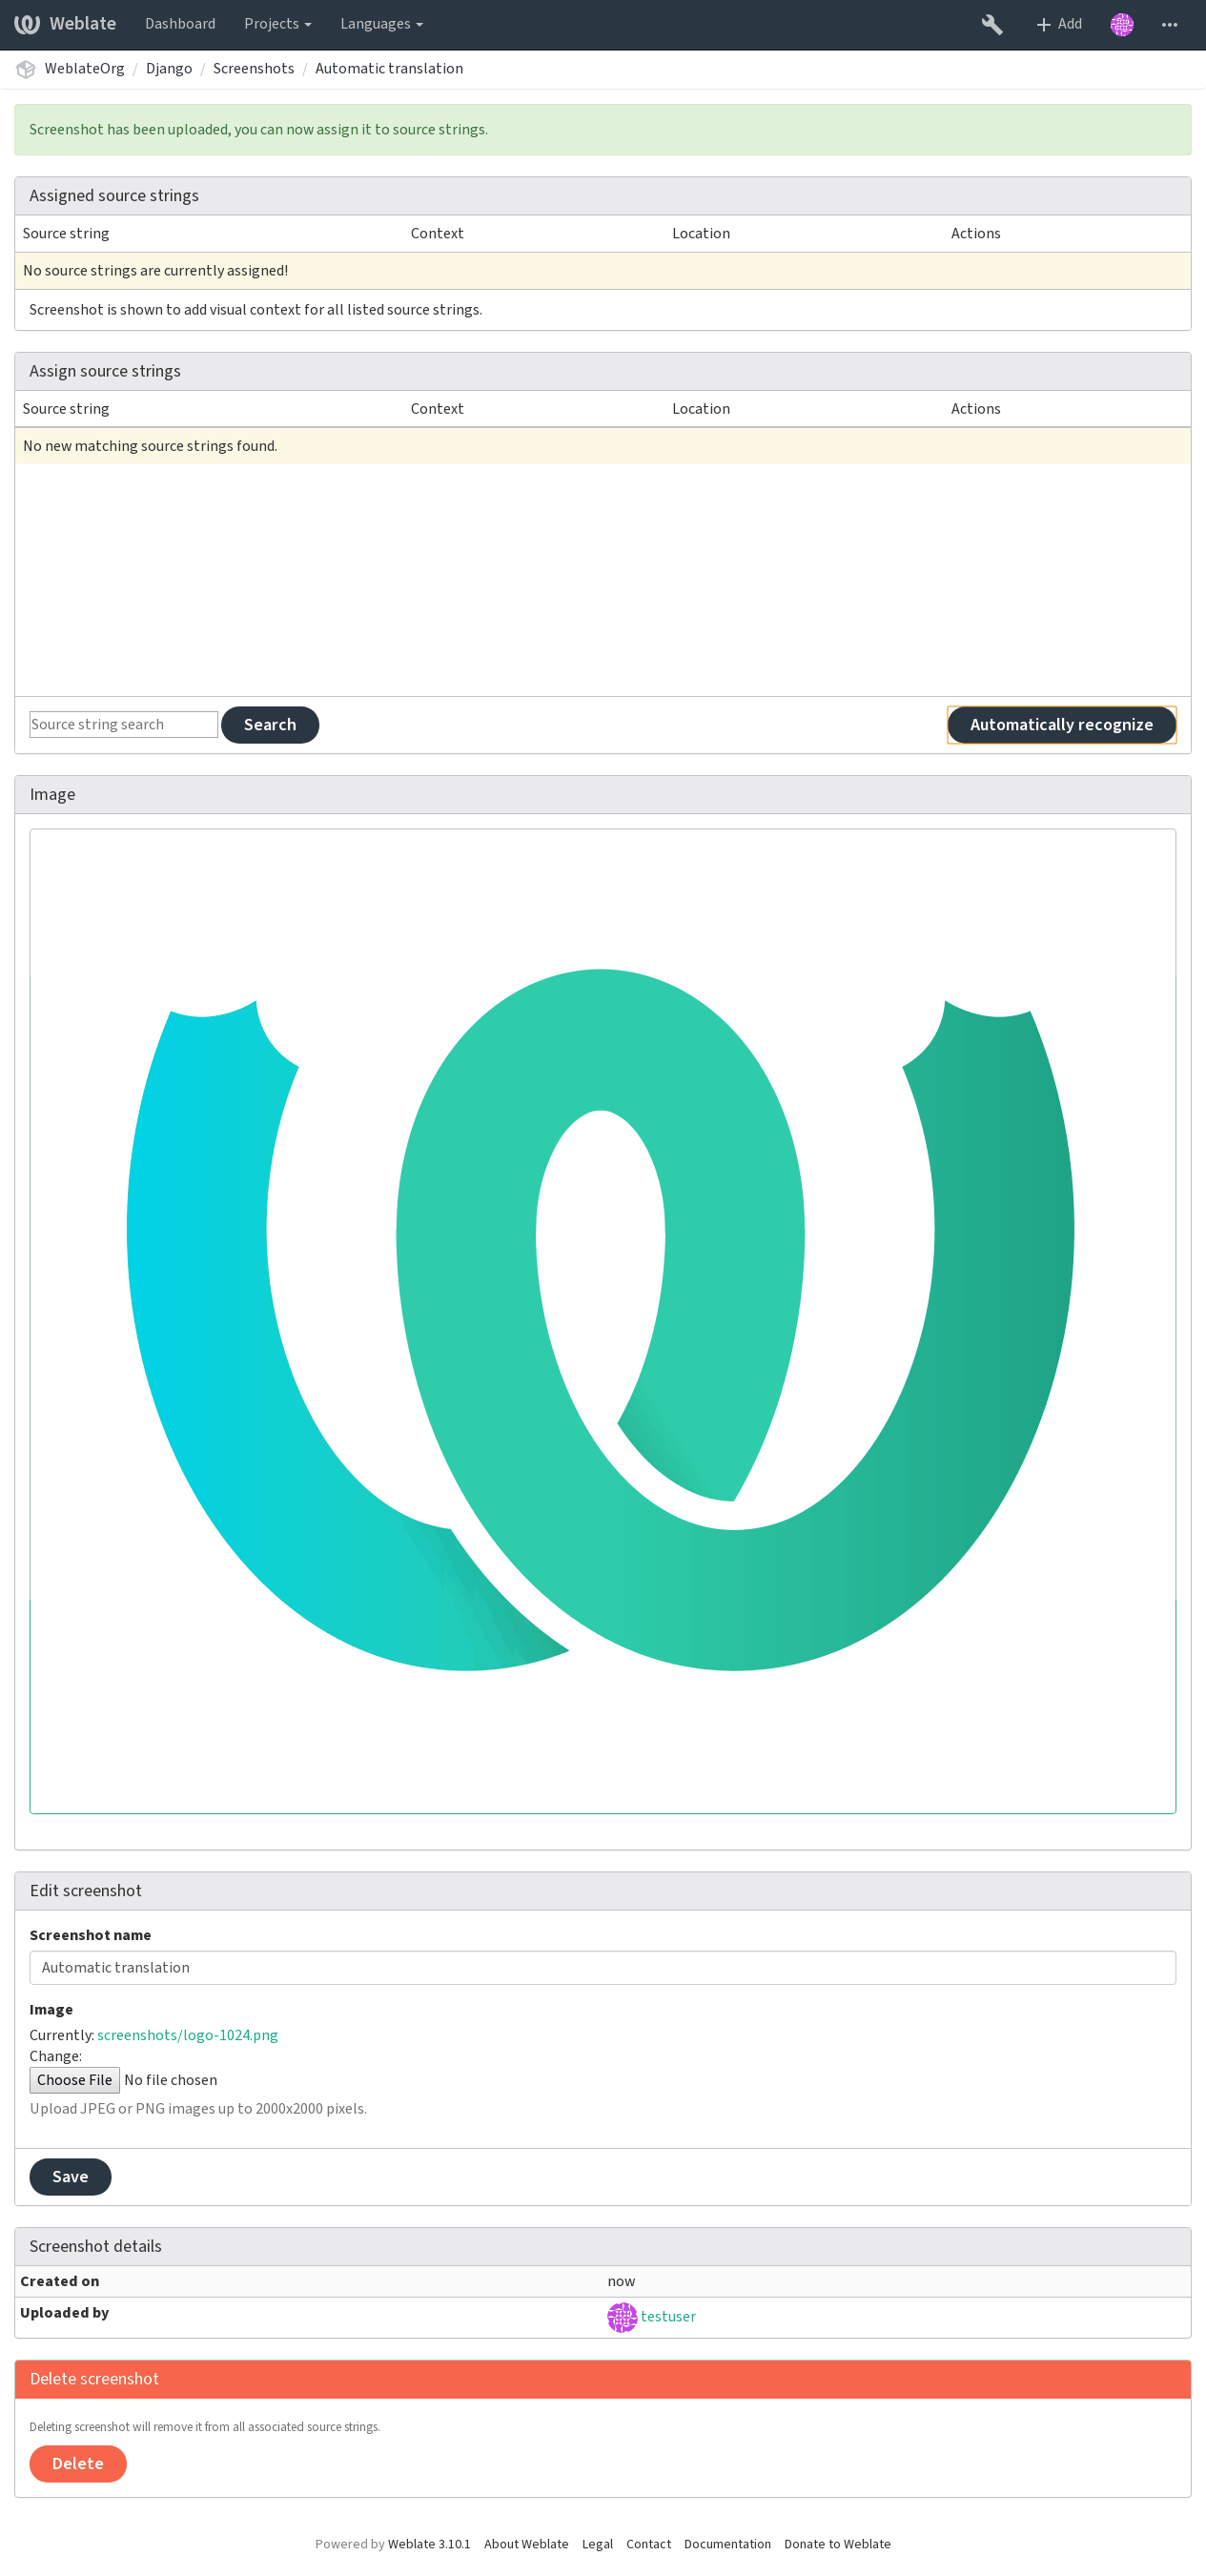 Weblate Dashboard Projects Languages Add
WeblateOrg / Django / Screenshots / Automatic translation
Screenshot has been uploaded, you can now assign it to source strings.
Assigned source strings
Source string Context Location Actions
No source strings are currently assigned!
Screenshot is shown to add visual context for all listed source strings.
Assign source strings
Source string Context Location Actions
No new matching source strings found.
Source string search Search Automatically recognize
Image
Edit screenshot
Screenshot name
Automatic translation
Image
Currently: screenshots/logo-1024.png
Change:
Choose File No file chosen
Upload JPEG or PNG images up to 2000x2000 pixels.
Save
Screenshot details
Created on now
Uploaded by testuser
Delete screenshot
Deleting screenshot will remove it from all associated source strings.
Delete
Powered by Weblate 3.10.1 About Weblate Legal Contact Documentation Donate to Weblate